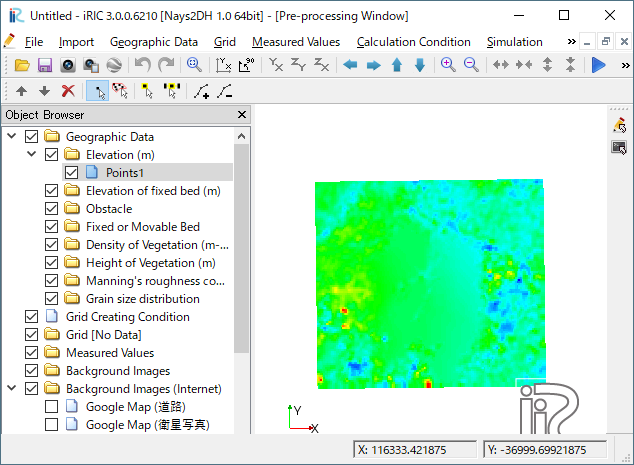 Untitled - iRIC 3.0.0.6210 [Nays2DH 1.0 64bit] - [Pre-processing Window]
File Import Geographic Data Grid Measured Values Calculation Condition Simulation »
Object Browser
Geographic Data
Elevation (m)
Points1
Elevation of fixed bed (m)
Obstacle
Fixed or Movable Bed
Density of Vegetation (m-...
Height of Vegetation (m)
Manning's roughness co...
Grain size distribution
Grid Creating Condition
Grid [No Data]
Measured Values
Background Images
Background Images (Internet)
Google Map (道路)
Google Map (衛星写真)
Y
X
iRIC
X: 116333.421875 Y: -36999.69921875